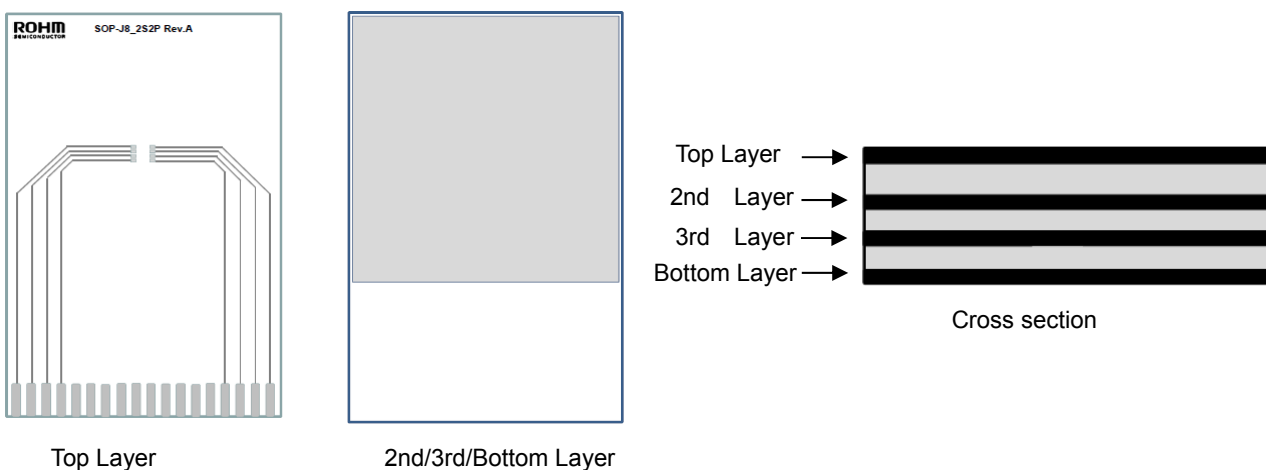 ROHM
SEMICONDUCTOR
SOP-J8_2S2P Rev.A
Top Layer
2nd Layer
3rd Layer
Bottom Layer
Cross section
Top Layer
2nd/3rd/Bottom Layer